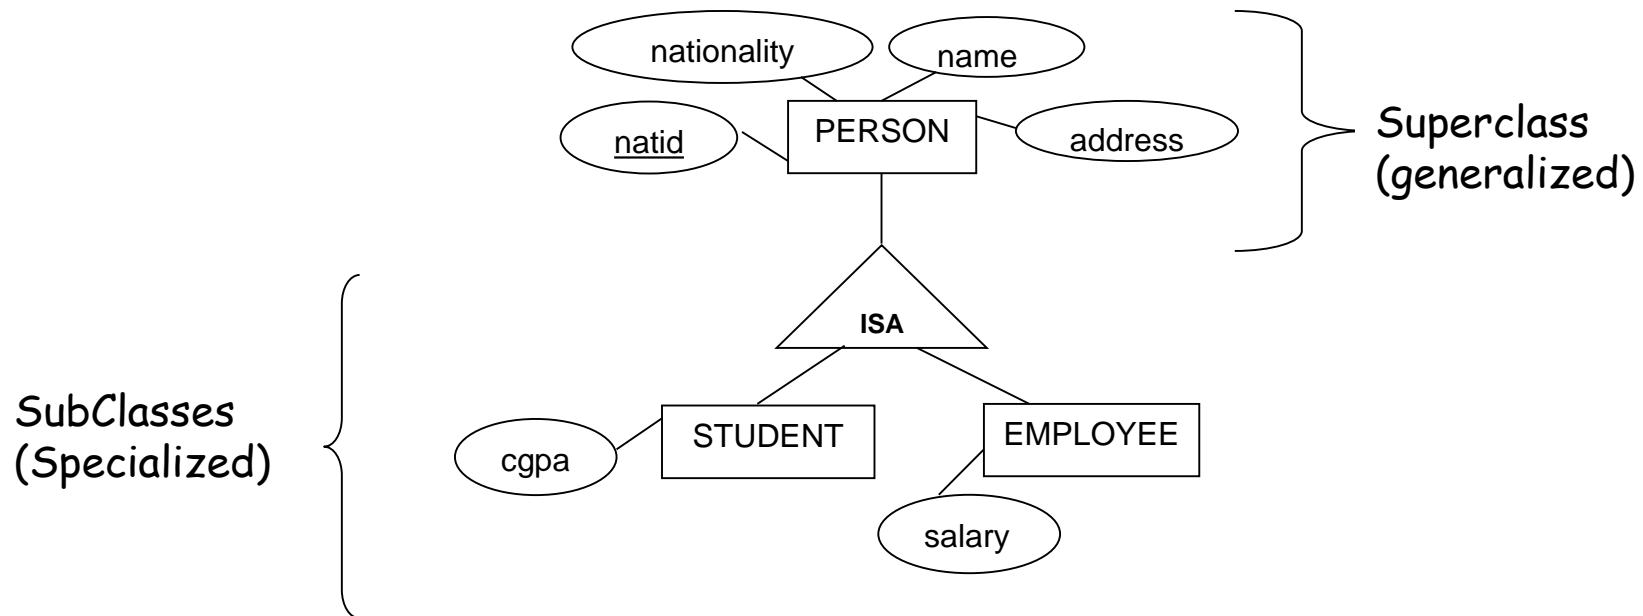 nationality
name
natid
PERSON
address
Superclass
(generalized)
ISA
SubClasses
(Specialized)
STUDENT
EMPLOYEE
cgpa
salary